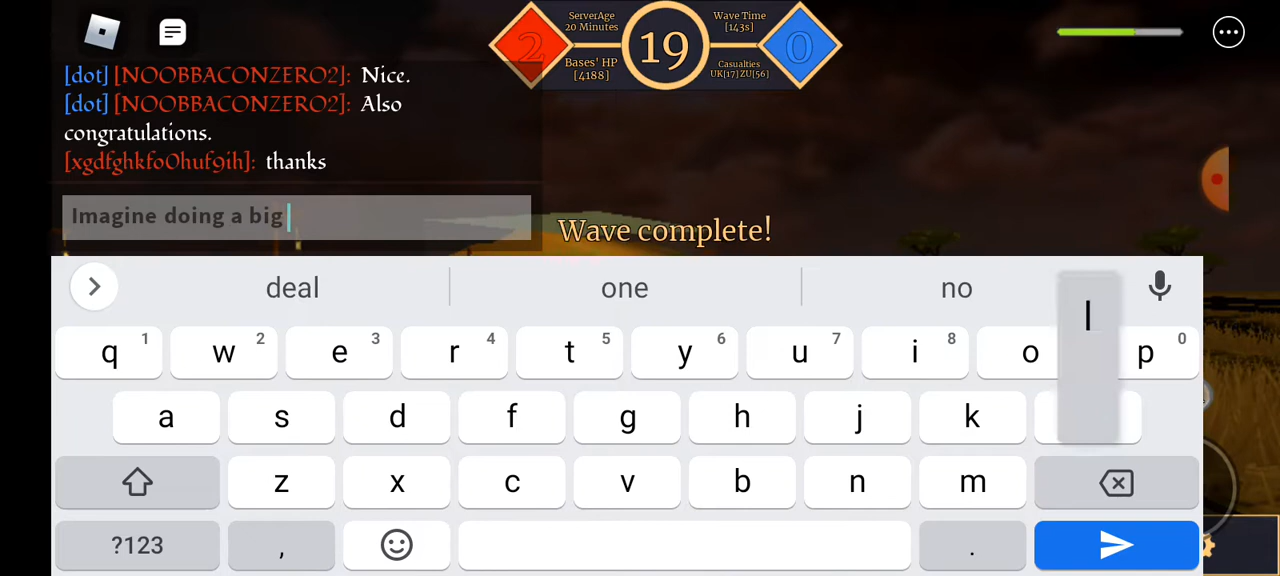 ServerAge
20 Minutes
Wave Time
[143s]
2
19
0
Bases' HP
[4188]
Casualties
UK[17] ZU[56]
[dot] [NOOBBACONZERO2]: Nice.
[dot] [NOOBBACONZERO2]: Also
congratulations.
[xgdfghkfo0huf9ih]: thanks
Imagine doing a big
Wave complete!
deal one no
l
q 1 w 2 e 3 r 4 t 5 y 6 u 7 i 8 o p 0
a s d f g h j k
z x c v b n m
?123 , .